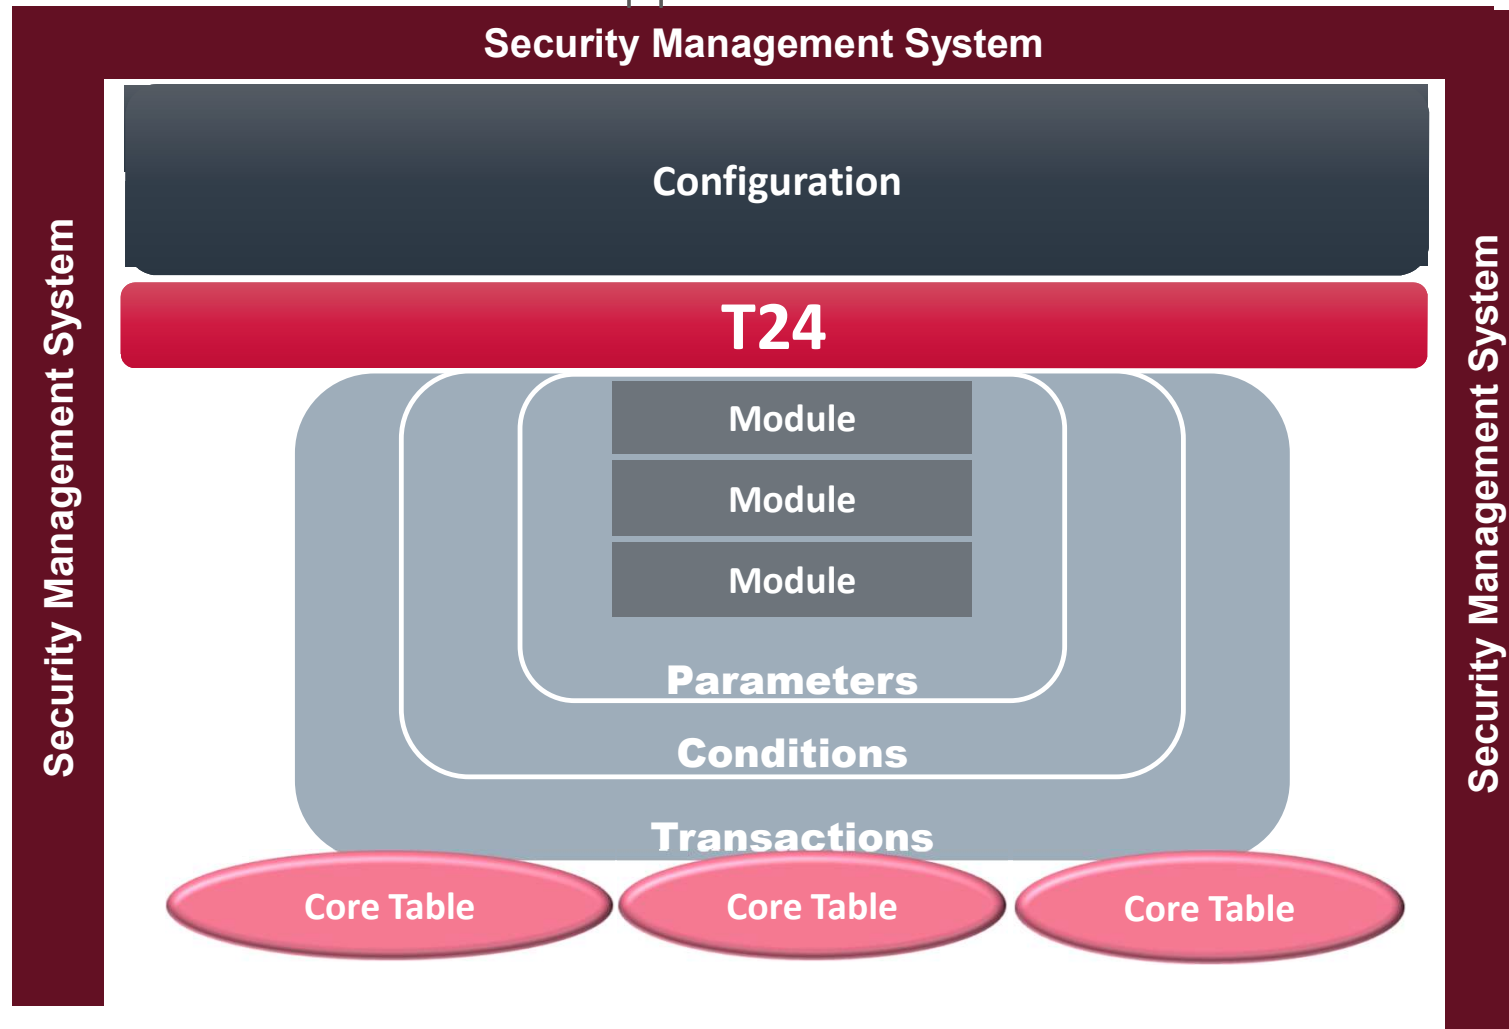 Security Management System
Configuration
T24
Module
Module
Module
Parameters
Conditions
Transactions
Core Table
Core Table
Core Table
Security Management System
Security Management System